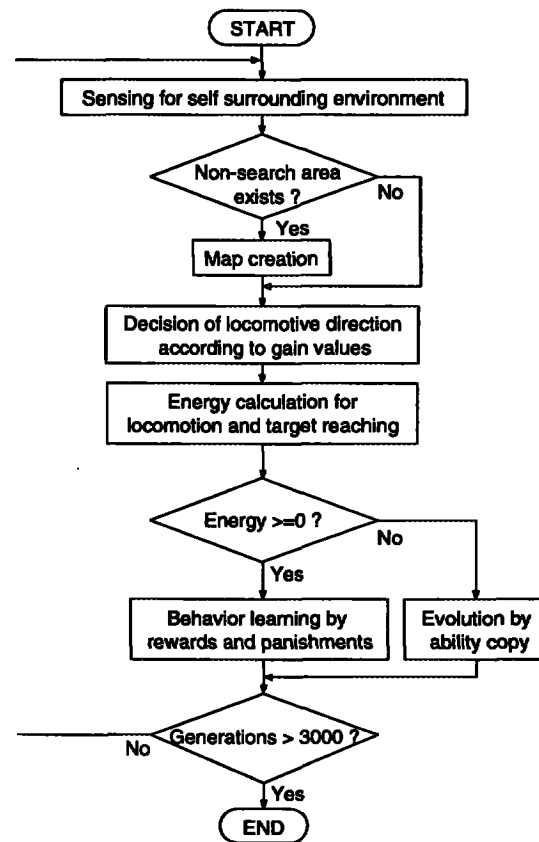 START
Sensing for self surrounding environment
Non-search area
exists ?
No
Yes
Map creation
Decision of locomotive direction
according to gain values
Energy calculation for
locomotion and target reaching
Energy >=0 ?
No
Yes
Behavior learning by
rewards and panishments
Evolution by
ability copy
Generations > 3000 ?
No
Yes
END